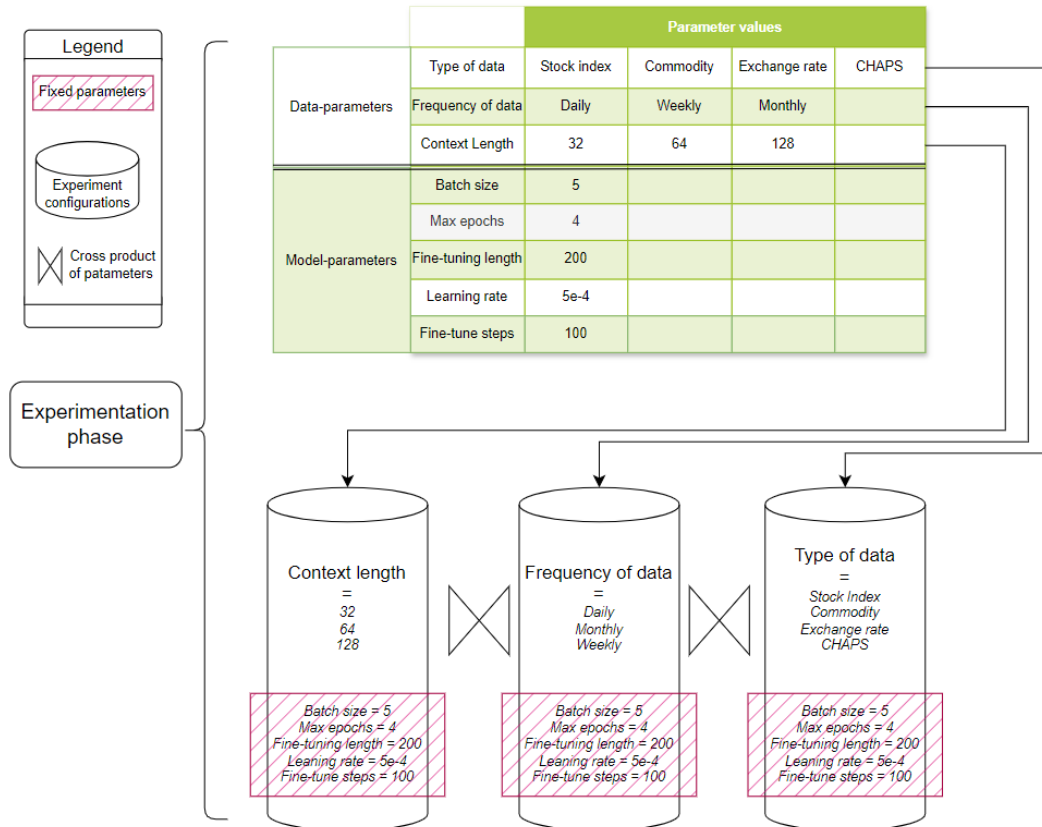 Legend
Fixed parameters
Experiment
configurations
Cross product
of patameters
Experimentation
phase
Parameter values
Type of data Stock index Commodity Exchange rate CHAPS
Data-parameters
Frequency of data Daily Weekly Monthly
Context Length 32 64 128
Batch size 5
Max epochs 4
Model-parameters
Fine-tuning length 200
Learning rate 5e-4
Fine-tune steps 100
Context length
=
32
64
128
Batch size = 5
Max epochs = 4
Fine-tuning length = 200
Leaning rate = 5e-4
Fine-tune steps = 100
Frequency of data
=
Daily
Monthly
Weekly
Batch size = 5
Max epochs = 4
Fine-tuning length = 200
Leaning rate = 5e-4
Fine-tune steps = 100
Type of data
=
Stock Index
Commodity
Exchange rate
CHAPS
Batch size = 5
Max epochs = 4
Fine-tuning length = 200
Leaning rate = 5e-4
Fine-tune steps = 100